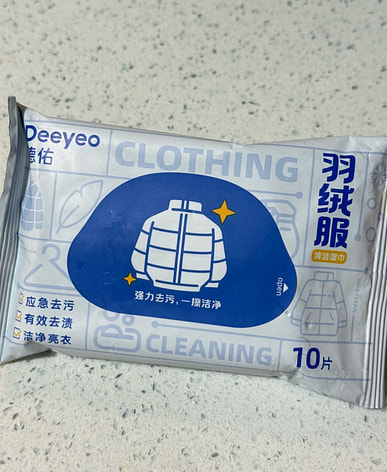 Deeyeo
德佑
CLOTHING
羽绒服
清洁湿巾
强力去污，一擦洁净
open
应急去污
有效去渍
洁净亮衣
CLEANING
10片